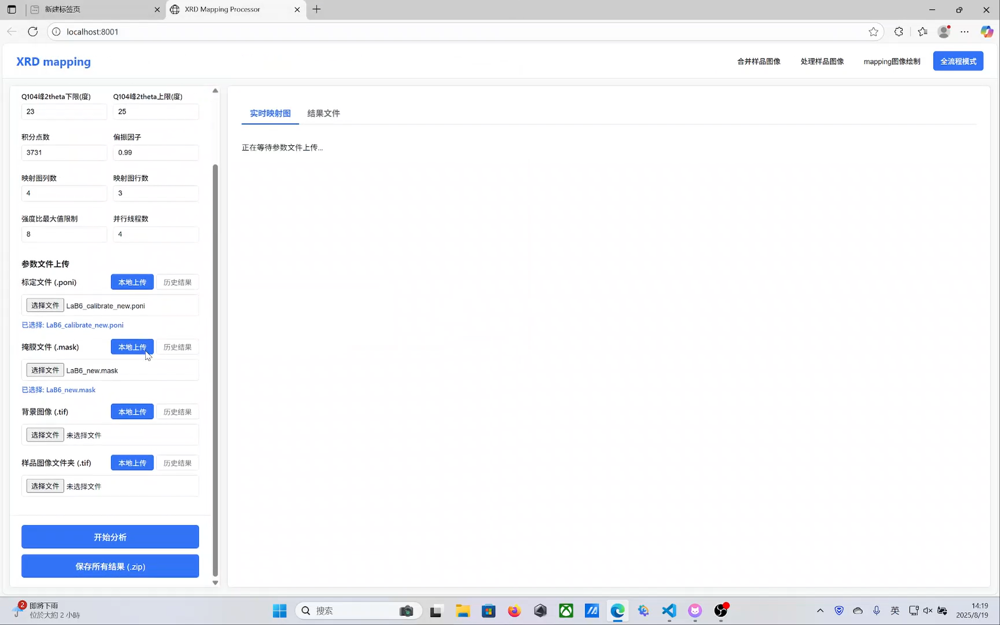 新建标签页
XRD Mapping Processor
localhost:8001
XRD mapping
合并样品图像
处理样品图像
mapping图像绘制
全流程模式
Q104峰2theta下限(度) Q104峰2theta上限(度)
23 25
积分点数 偏振因子
3731 0.99
映射图列数 映射图行数
4 3
强度比最大值限制 并行线程数
8 4
参数文件上传
标定文件 (.poni) 本地上传 历史结果
选择文件 LaB6_calibrate_new.poni
已选择: LaB6_calibrate_new.poni
掩膜文件 (.mask) 本地上传 历史结果
选择文件 LaB6_new.mask
已选择: LaB6_new.mask
背景图像 (.tif) 本地上传 历史结果
选择文件 未选择文件
样品图像文件夹 (.tif) 本地上传 历史结果
选择文件 未选择文件
开始分析
保存所有结果 (.zip)
实时映射图 结果文件
正在等待参数文件上传...
2
即將下雨
位於大約 2 小時
搜索
英
14:19
2025/8/19